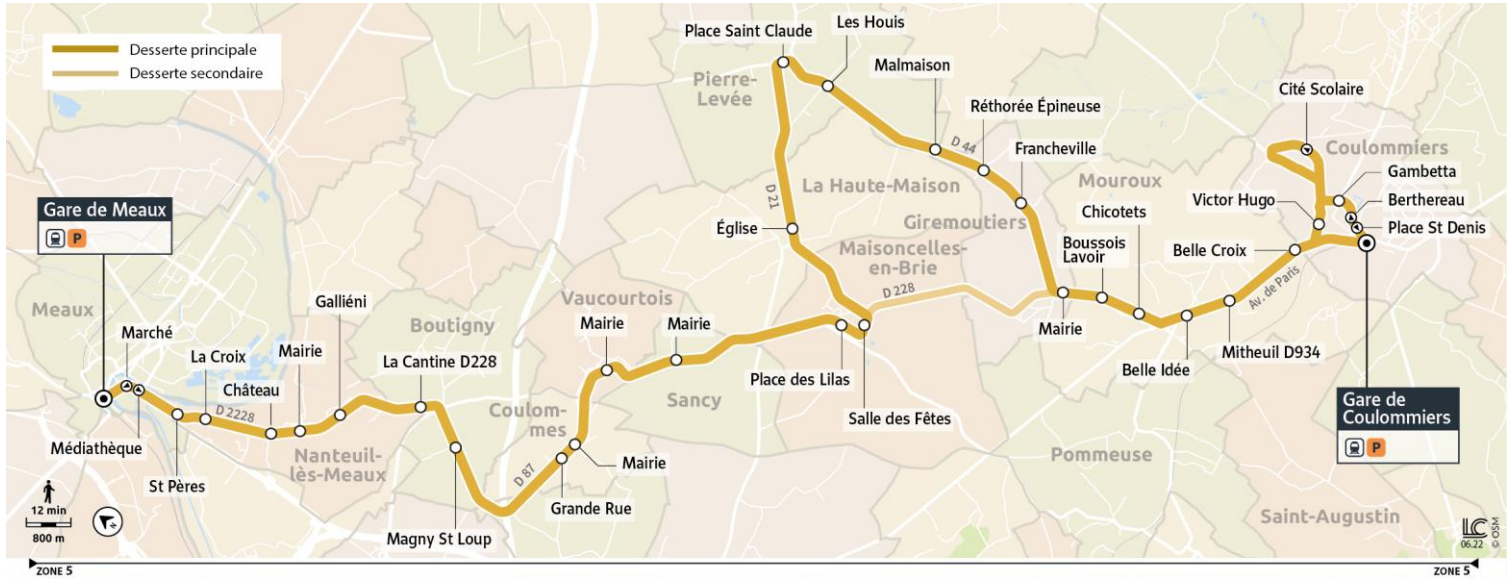 Desserte principale
Desserte secondaire
Place Saint Claude
Les Houis
Malmaison
Réthorée Épineuse
Francheville
Cité Scolaire
Pierre-
Levée
D 44
D 21
La Haute-Maison
Giremoutiers
Mouroux
Coulommiers
Gambetta
Victor Hugo
Berthereau
Place St Denis
Chicotets
Boussois
Lavoir
Belle Croix
Av. de Paris
Église
Maisoncelles-
en-Brie
D 228
Gare de Meaux
P
Meaux
Marché
La Croix
Mairie
Château
Galliéni
Boutigny
La Cantine D228
Vaucourtois
Mairie
Mairie
Place des Lilas
Salle des Fêtes
Mairie
Belle Idée
Mitheuil D934
Gare de
Coulommiers
P
Médiathèque
D 2228
St Pères
Nanteuil-
lès-Meaux
Coulom-
mes
Sancy
D 87
Mairie
Grande Rue
Magny St Loup
Pommeuse
Saint-Augustin
12 min
800 m
N
LC
06.22
© OSM
ZONE 5
ZONE 5